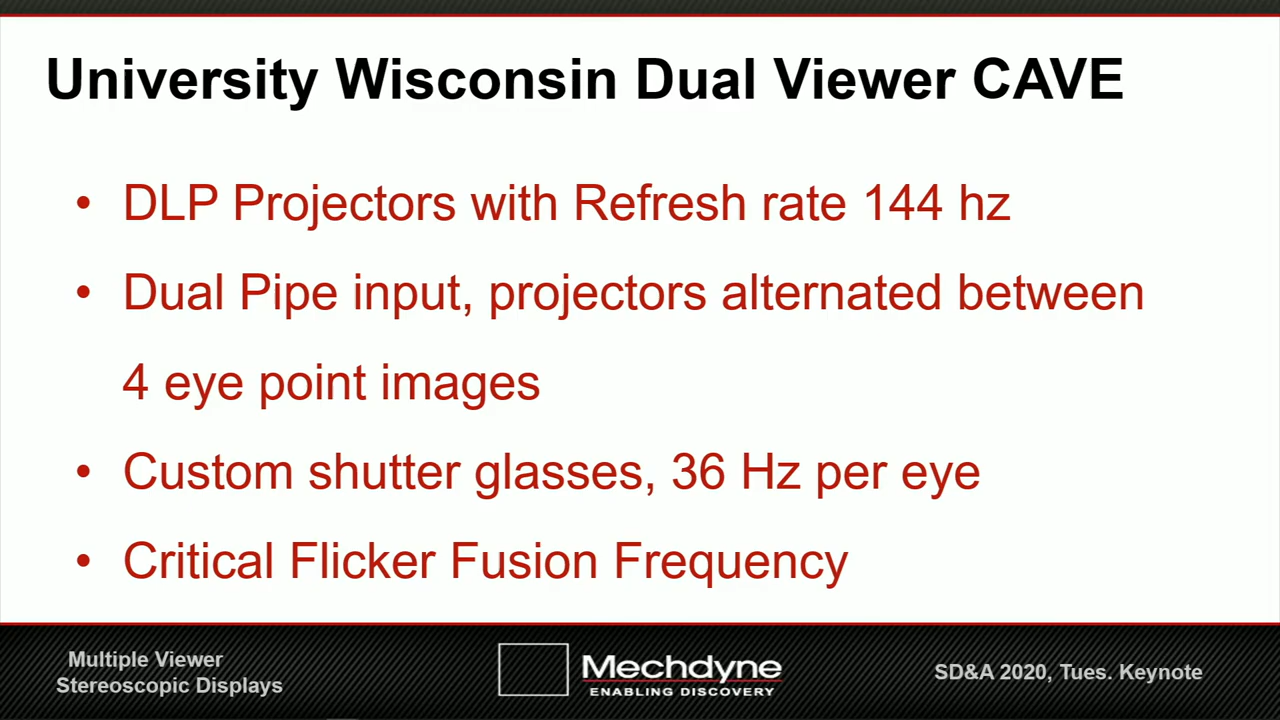 University Wisconsin Dual Viewer CAVE
• DLP Projectors with Refresh rate 144 hz
• Dual Pipe input, projectors alternated between
4 eye point images
• Custom shutter glasses, 36 Hz per eye
• Critical Flicker Fusion Frequency
Multiple Viewer
Stereoscopic Displays
Mechdyne
ENABLING DISCOVERY
SD&A 2020, Tues. Keynote